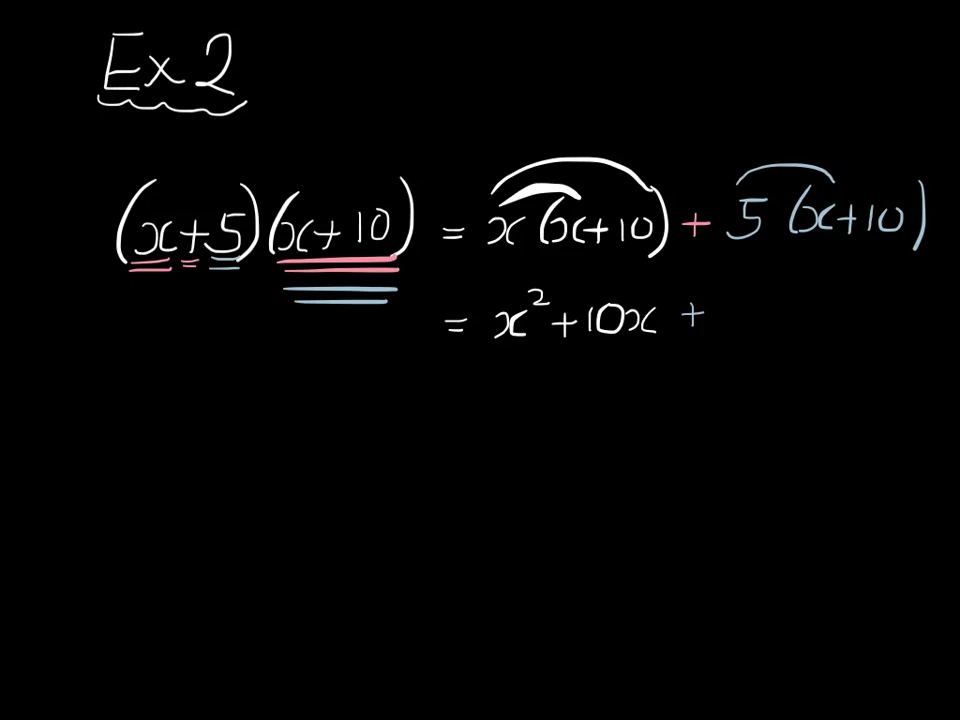 Ex 2
(x+5)(x+10) = x(x+10) + 5(x+10)
= x²+10x +